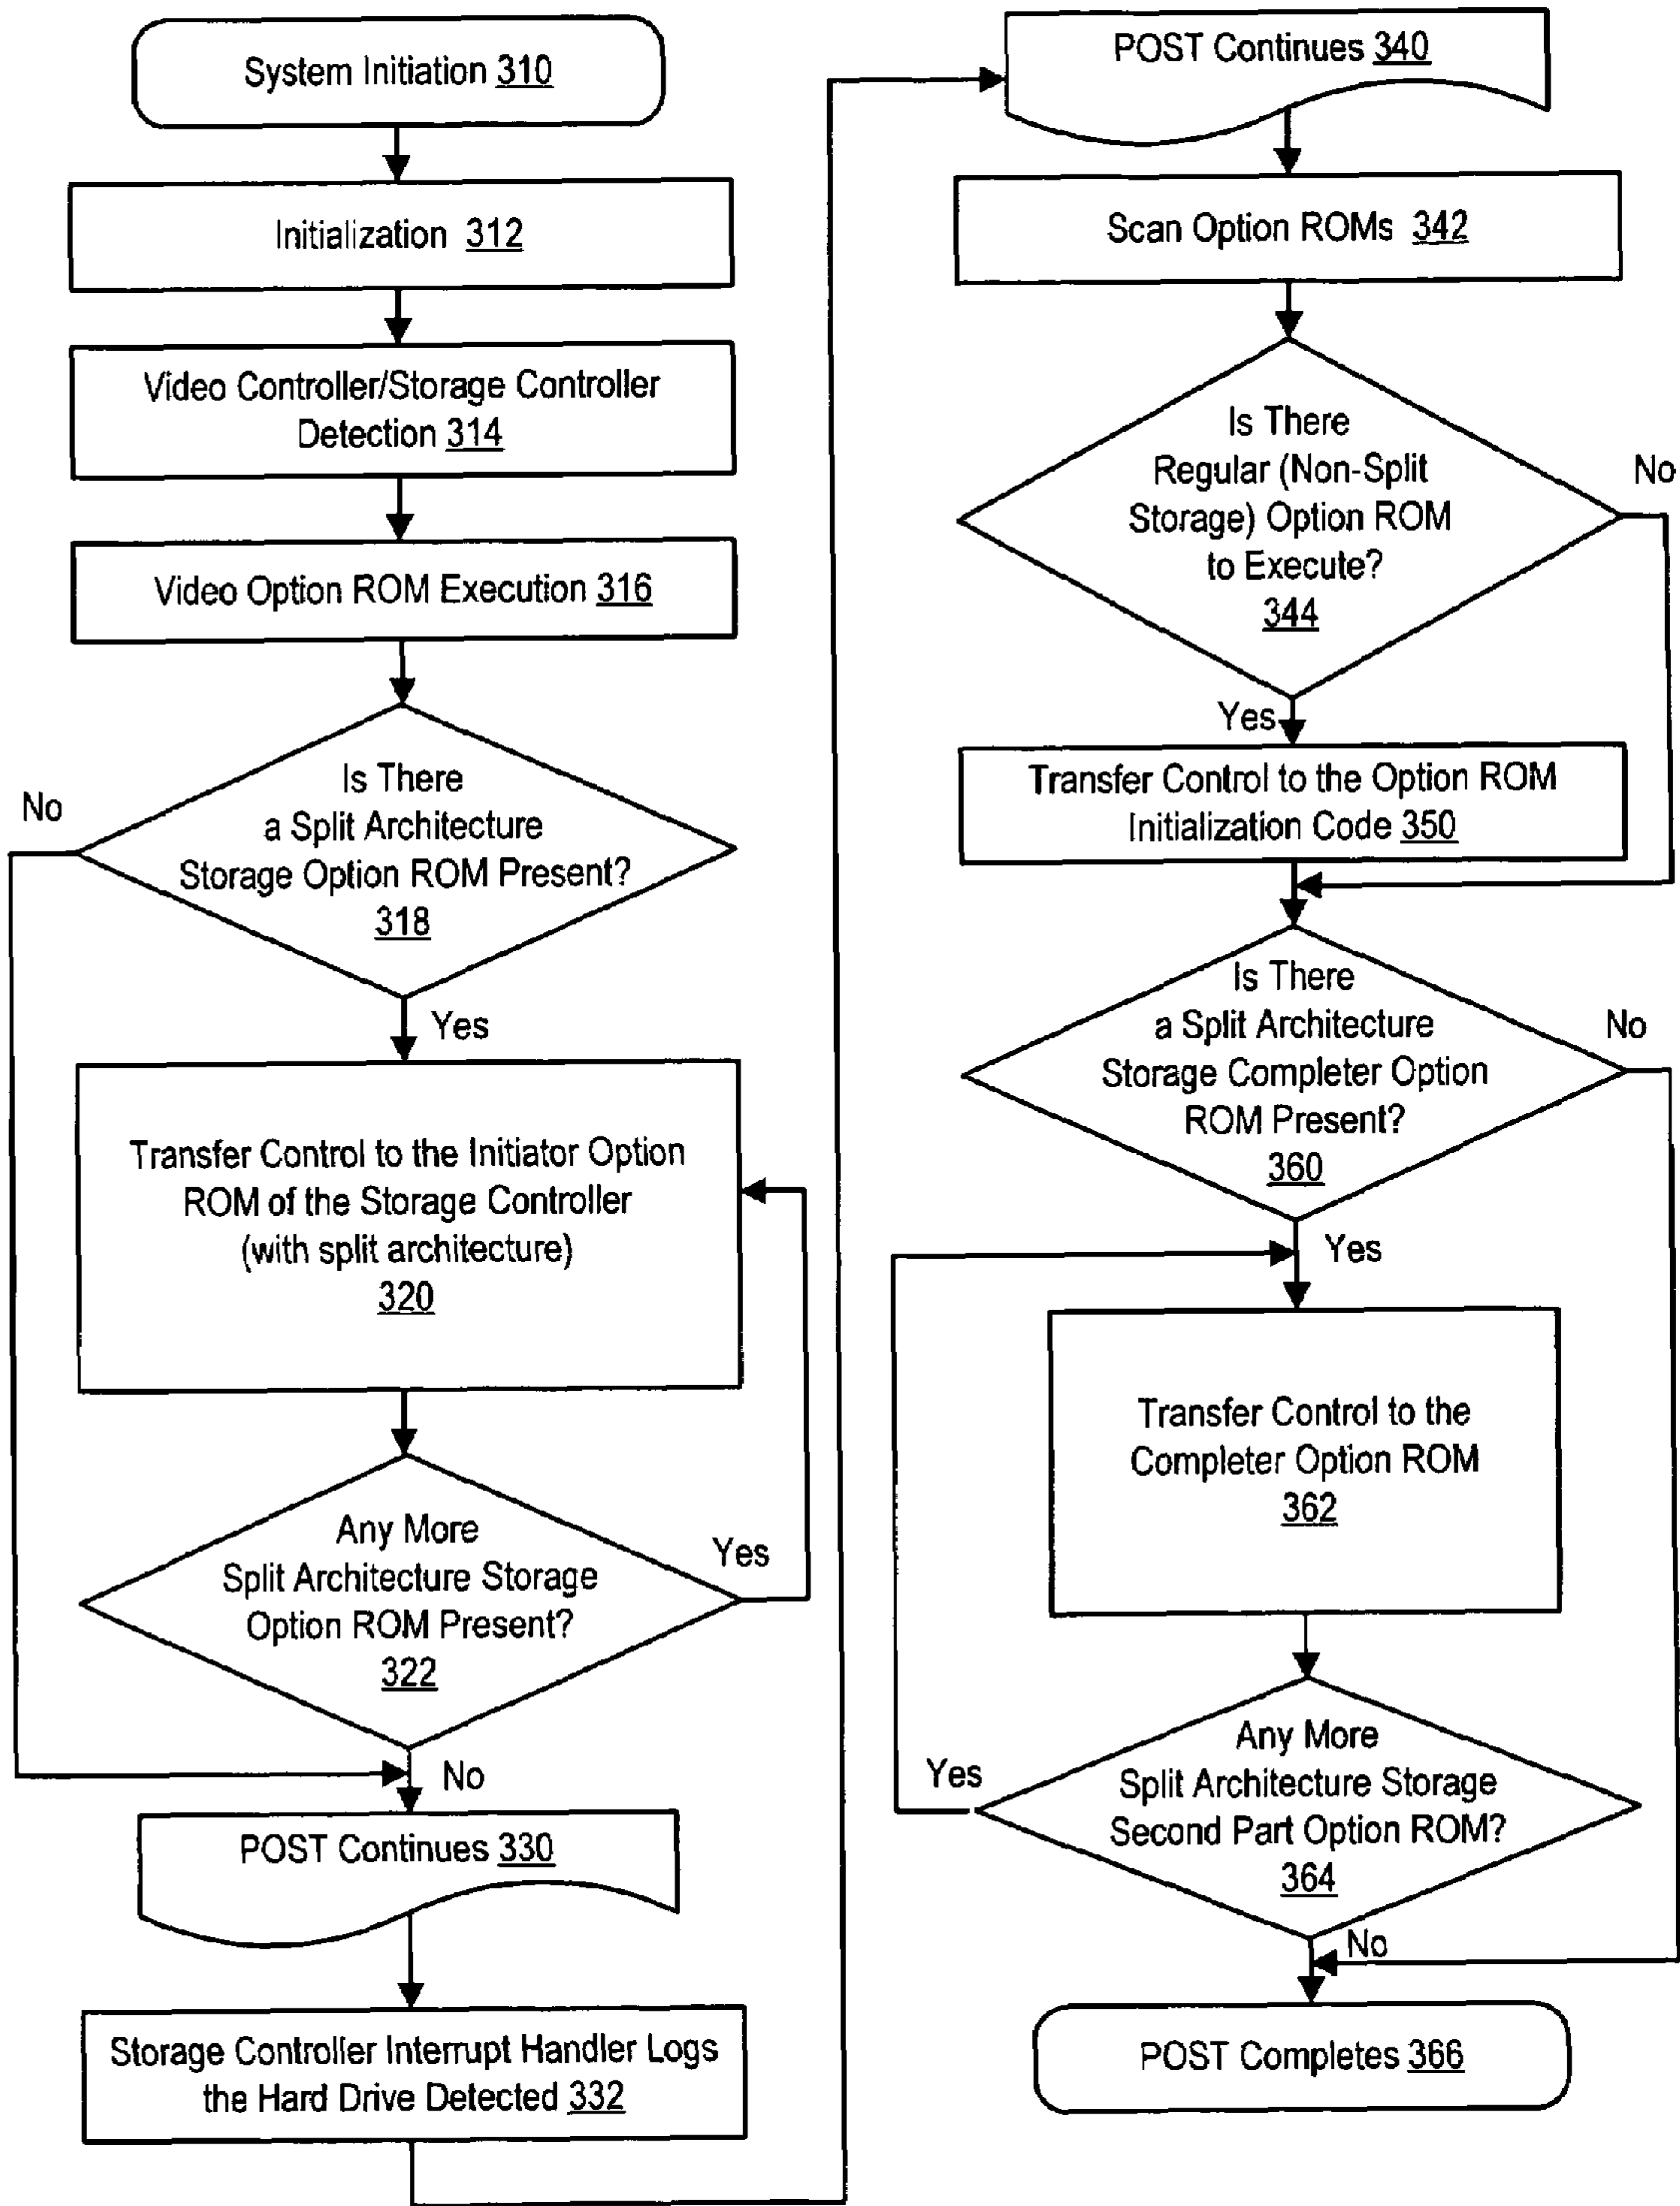 System Initiation 310
Initialization 312
Video Controller/Storage Controller
Detection 314
Video Option ROM Execution 316
Is There
a Split Architecture
Storage Option ROM Present?
318
No
Yes
Transfer Control to the Initiator Option
ROM of the Storage Controller
(with split architecture)
320
Any More
Split Architecture Storage
Option ROM Present?
322
Yes
No
POST Continues 330
Storage Controller Interrupt Handler Logs
the Hard Drive Detected 332
POST Continues 340
Scan Option ROMs 342
Is There
Regular (Non-Split
Storage) Option ROM
to Execute?
344
No
Yes
Transfer Control to the Option ROM
Initialization Code 350
Is There
a Split Architecture
Storage Completer Option
ROM Present?
360
No
Yes
Transfer Control to the
Completer Option ROM
362
Any More
Split Architecture Storage
Second Part Option ROM?
364
Yes
No
POST Completes 366